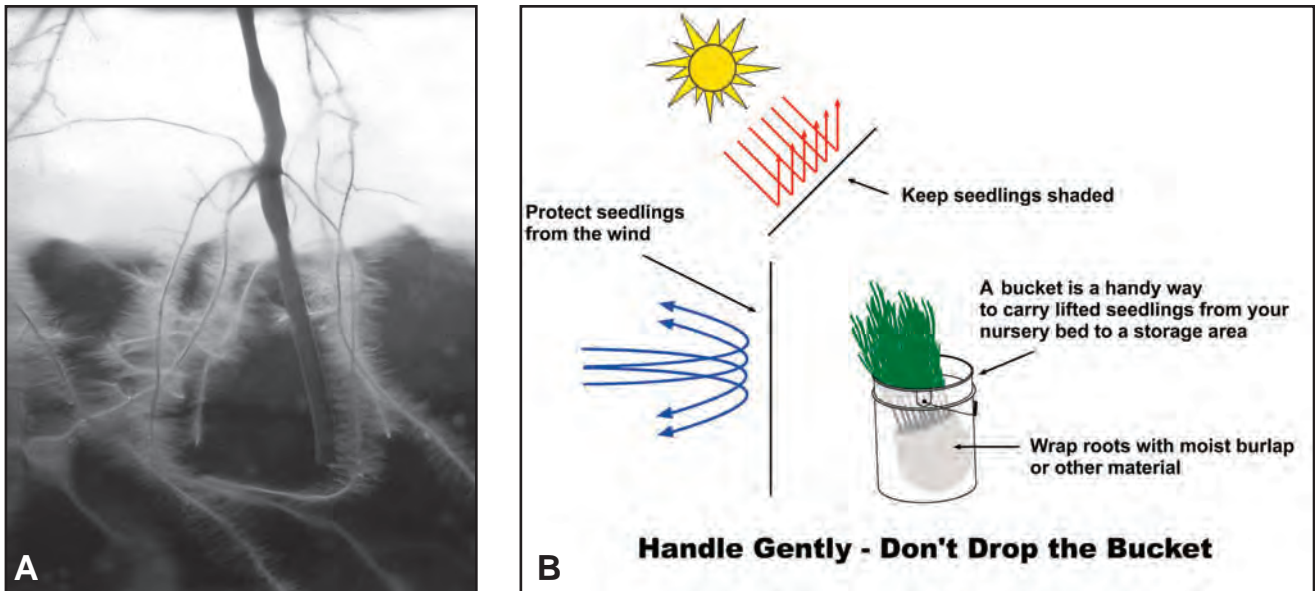 A
Keep seedlings shaded
Protect seedlings
from the wind
A bucket is a handy way
to carry lifted seedlings from your
nursery bed to a storage area
Wrap roots with moist burlap
or other material
Handle Gently - Don't Drop the Bucket
B